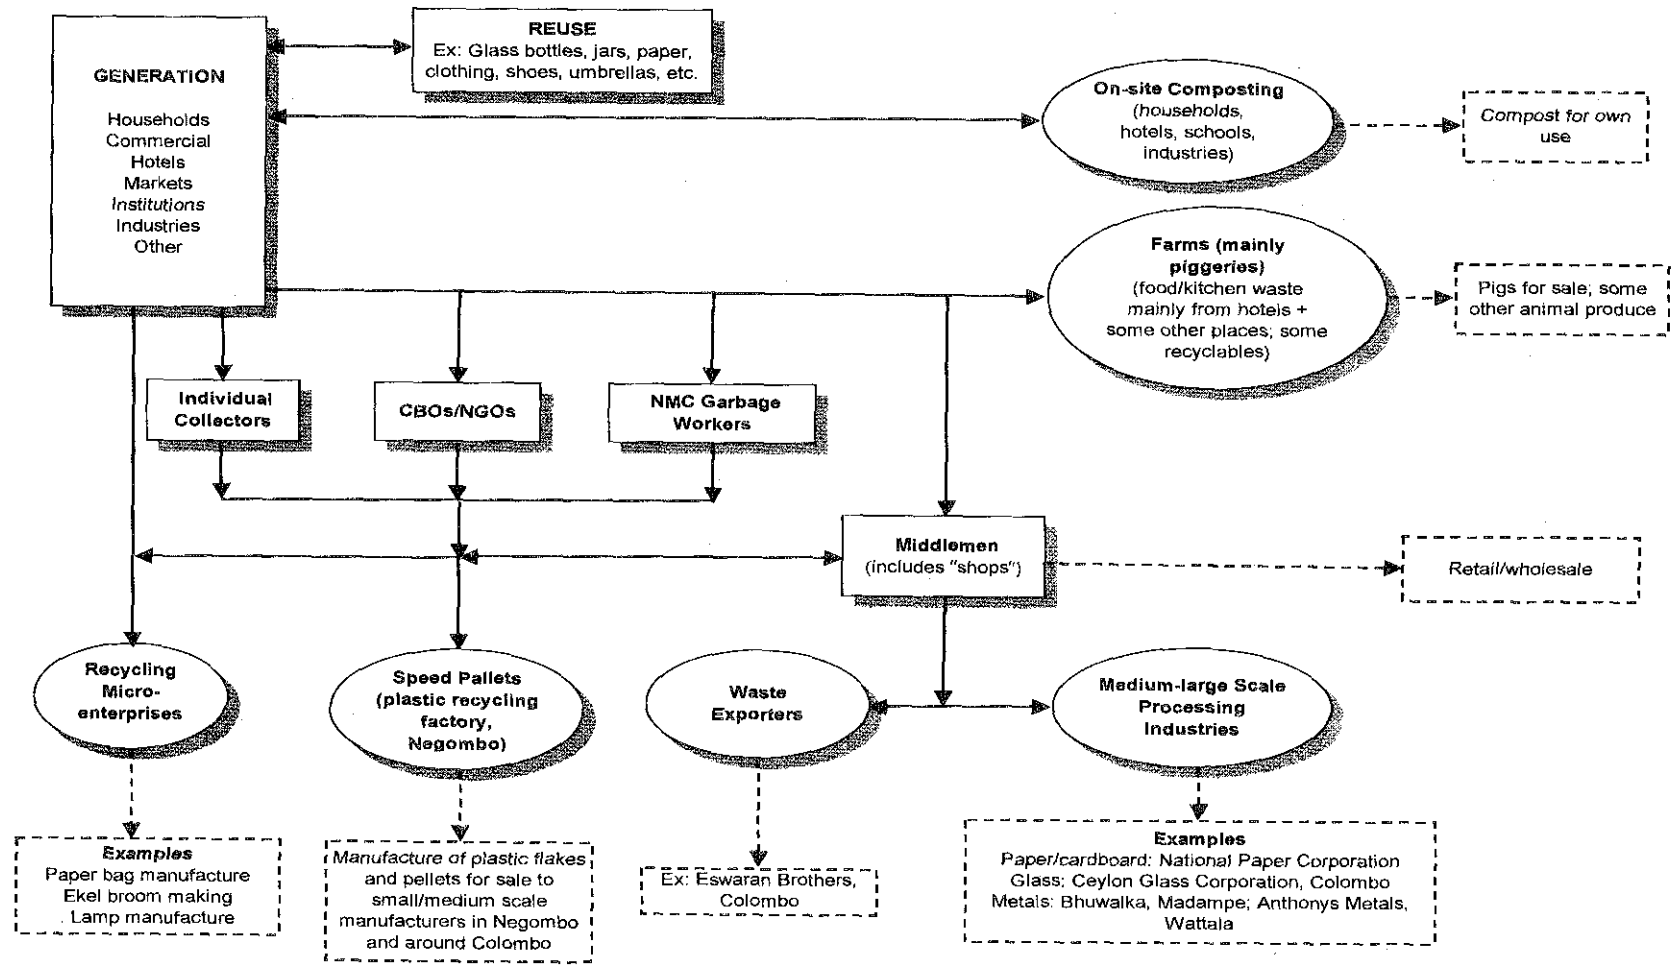 GENERATION
Households
Commercial
Hotels
Markets
Institutions
Industries
Other
REUSE
Ex: Glass bottles, jars, paper,
clothing, shoes, umbrellas, etc.
On-site Composting
(households,
hotels, schools,
industries)
Compost for own
use
Farms (mainly
piggeries)
(food/kitchen waste
mainly from hotels +
some other places; some
recyclables)
Pigs for sale; some
other animal produce
Individual
Collectors
CBOs/NGOs
NMC Garbage
Workers
Middlemen
(includes "shops")
Retail/wholesale
Recycling
Micro-
enterprises
Speed Pallets
(plastic recycling
factory,
Negombo)
Waste
Exporters
Medium-large Scale
Processing
Industries
Examples
Paper bag manufacture
Ekel broom making
Lamp manufacture
Manufacture of plastic flakes
and pellets for sale to
small/medium scale
manufacturers in Negombo
and around Colombo
Ex: Eswaran Brothers,
Colombo
Examples
Paper/cardboard: National Paper Corporation
Glass: Ceylon Glass Corporation, Colombo
Metals: Bhuwalka, Madampe; Anthonys Metals,
Wattala